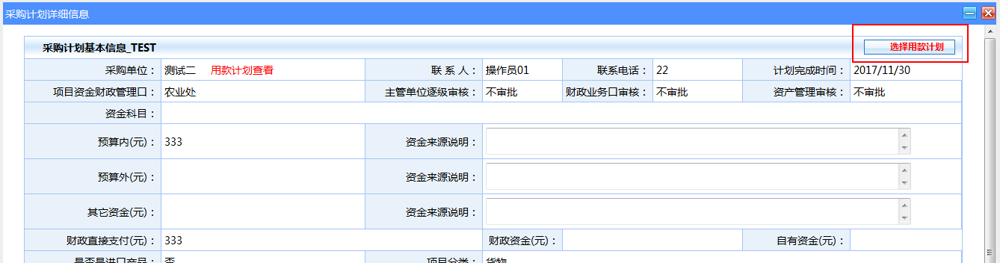 采购计划详细信息
采购计划基本信息_TEST 选择用款计划
采购单位： 测试二 用款计划查看 联 系 人： 操作员01 联系电话： 22 计划完成时间： 2017/11/30
项目资金财政管理口： 农业处 主管单位逐级审核： 不审批 财政业务口审核： 不审批 资产管理审核： 不审批
资金科目：
预算内(元)： 333 资金来源说明：
预算外(元)： 资金来源说明：
其它资金(元)： 资金来源说明：
财政直接支付(元)： 333 财政资金(元)： 自有资金(元)：
是否是进口产品： 否 项目分类： 货物